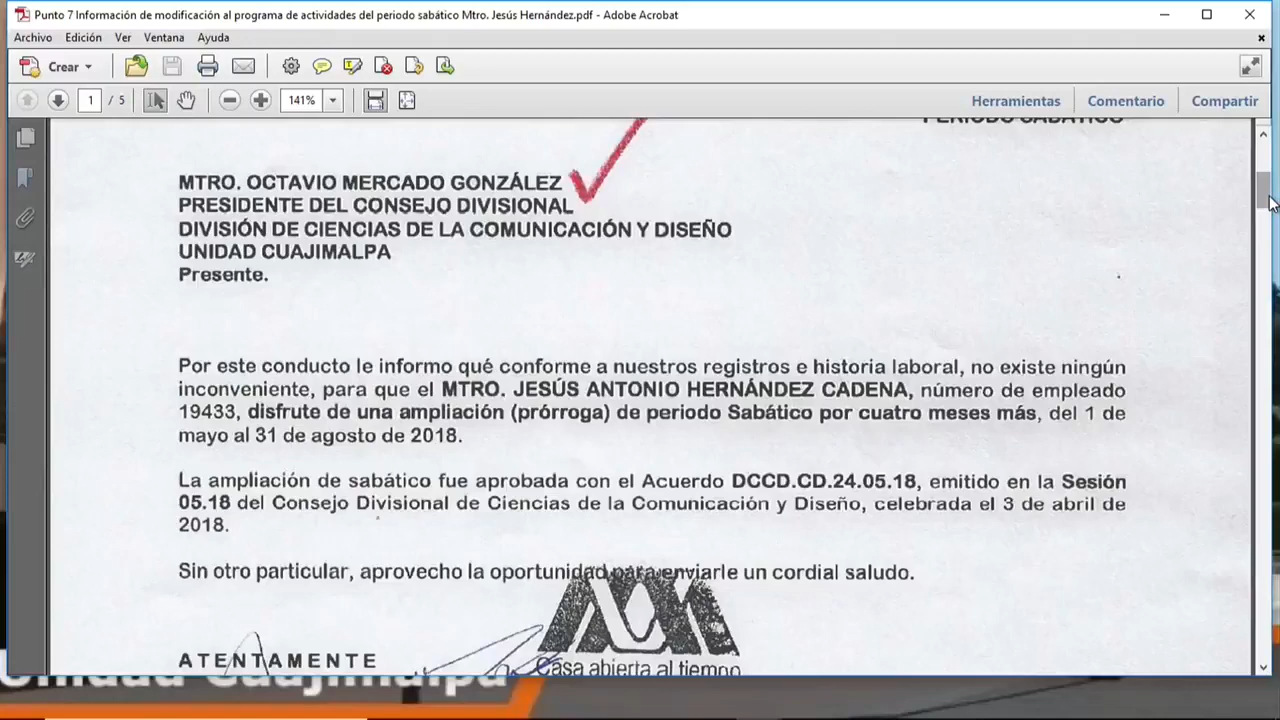 Punto 7 Información de modificación al programa de actividades del periodo sabático Mtro. Jesús Hernández.pdf - Adobe Acrobat
Archivo Edición Ver Ventana Ayuda
Crear
1 / 5 141% Herramientas Comentario Compartir
PERIODO SABÁTICO
MTRO. OCTAVIO MERCADO GONZÁLEZ
PRESIDENTE DEL CONSEJO DIVISIONAL
DIVISIÓN DE CIENCIAS DE LA COMUNICACIÓN Y DISEÑO
UNIDAD CUAJIMALPA
Presente.
Por este conducto le informo qué conforme a nuestros registros e historia laboral, no existe ningún
inconveniente, para que el MTRO. JESÚS ANTONIO HERNÁNDEZ CADENA, número de empleado
19433, disfrute de una ampliación (prórroga) de periodo Sabático por cuatro meses más, del 1 de
mayo al 31 de agosto de 2018.
La ampliación de sabático fue aprobada con el Acuerdo DCCD.CD.24.05.18, emitido en la Sesión
05.18 del Consejo Divisional de Ciencias de la Comunicación y Diseño, celebrada el 3 de abril de
2018.
Sin otro particular, aprovecho la oportunidad para enviarle un cordial saludo.
Casa abierta al tiempo
ATENTAMENTE
Unidad Cuajimalpa